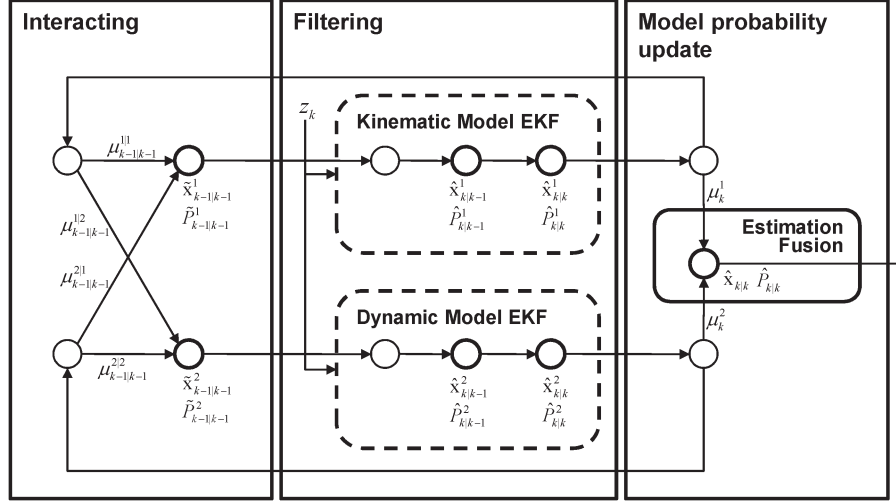 Interacting
Filtering
Model probability
update
z_k
Kinematic Model EKF
μ^{1|1}_{k-1|k-1}
x̃^1_{k-1|k-1}
P̃^1_{k-1|k-1}
x̂^1_{k|k-1}
P̂^1_{k|k-1}
x̂^1_{k|k}
P̂^1_{k|k}
μ^1_k
μ^{1|2}_{k-1|k-1}
μ^{2|1}_{k-1|k-1}
Estimation
Fusion
x̂_{k|k} P̂_{k|k}
Dynamic Model EKF
μ^2_k
μ^{2|2}_{k-1|k-1}
x̃^2_{k-1|k-1}
P̃^2_{k-1|k-1}
x̂^2_{k|k-1}
P̂^2_{k|k-1}
x̂^2_{k|k}
P̂^2_{k|k}